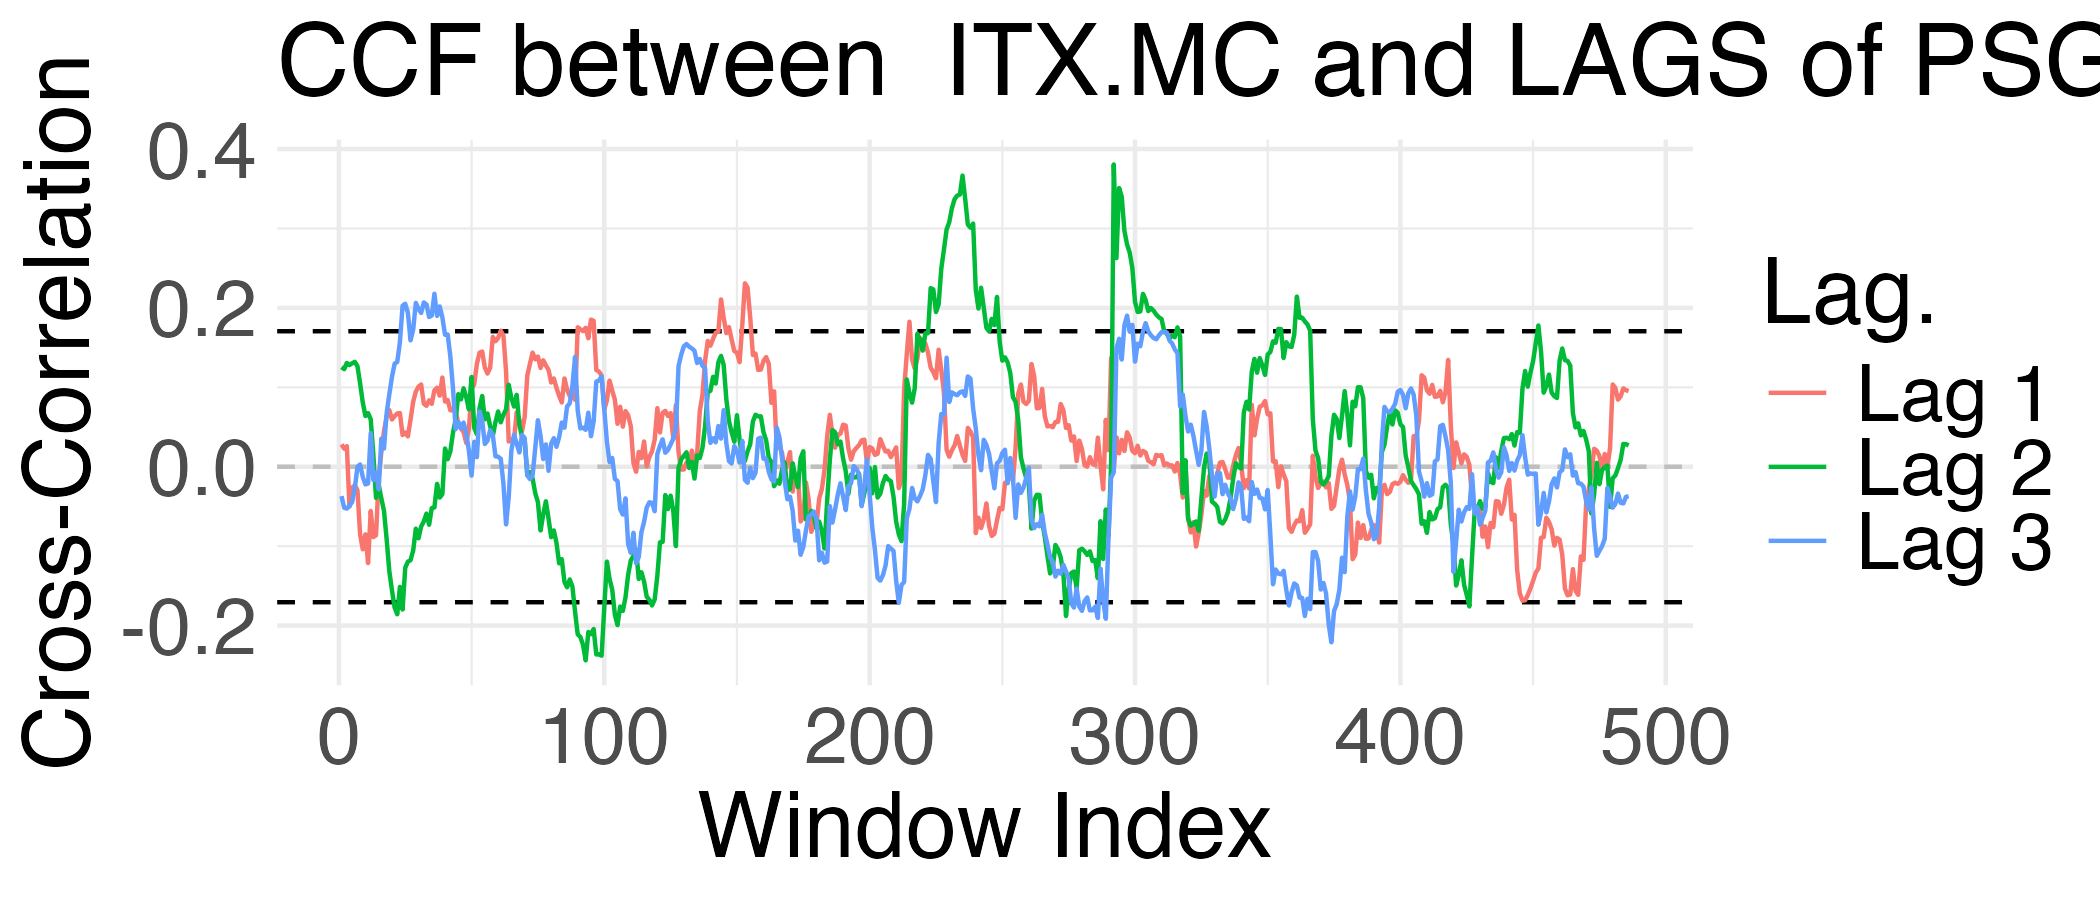 CCF between  ITX.MC and LAGS of PSG
Cross-Correlation
0.4
0.2
0.0
-0.2
0
100
200
300
400
500
Window Index
Lag.
Lag 1
Lag 2
Lag 3